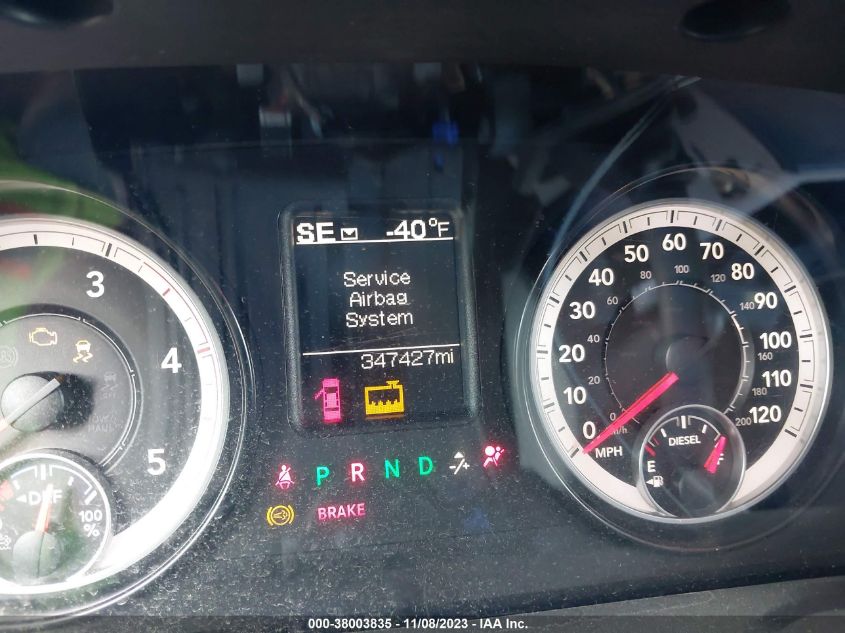 SE -40°F
Service
Airbag
System
347427mi
3
4
5
DEF
100
%
HAUL
P R N D
BRAKE
0
10
20
30
40
50
60
70
80
90
100
110
120
MPH
0
20
40
60
80
100
120
140
160
180
200
km/h
DIESEL
E
F
000-38003835 - 11/08/2023 - IAA Inc.